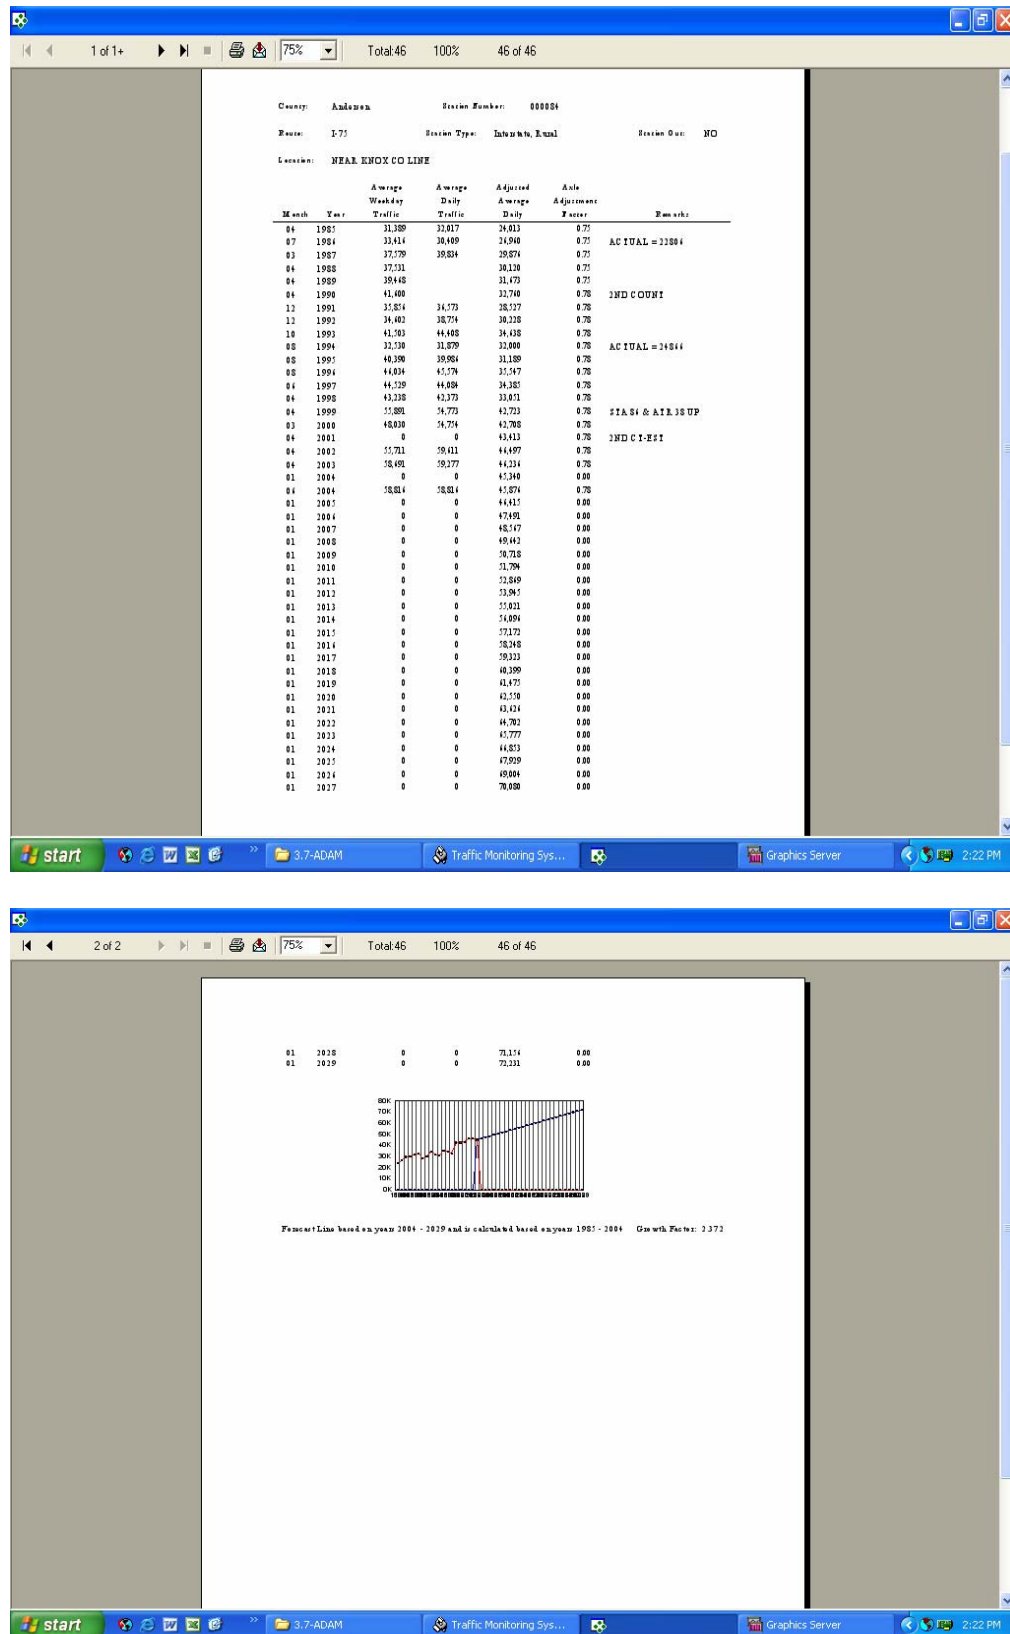 1 of 1+ 75% Total:46 100% 46 of 46
County: Anderson Station Number: 000084
Route: I-75 Station Type: Interstate, Rural Station Out: NO
Location: NEAR KNOX CO LINE
Average Average Adjusted Axle
Weekday Daily Average Adjustment
Month Year Traffic Traffic Daily Factor Remarks
04 1985 31,389 32,017 24,013 0.75
07 1986 33,416 30,409 26,960 0.75 ACTUAL = 22806
03 1987 37,579 39,834 29,876 0.75
04 1988 37,531 30,120 0.75
04 1989 39,468 31,673 0.75
04 1990 41,600 32,760 0.78 2ND COUNT
12 1991 35,856 36,573 28,527 0.78
12 1992 34,602 38,754 30,228 0.78
10 1993 41,503 44,408 34,638 0.78
08 1994 32,530 31,879 32,000 0.78 ACTUAL = 24866
08 1995 40,390 39,986 31,189 0.78
08 1996 46,034 45,574 35,547 0.78
06 1997 44,529 44,084 34,385 0.78
04 1998 43,238 42,373 33,051 0.78
04 1999 55,891 54,773 42,723 0.78 STA 86 & ATR 38 UP
03 2000 48,030 54,754 42,708 0.78
04 2001 0 0 43,413 0.78 2ND CT-EST
04 2002 55,711 59,611 46,497 0.78
04 2003 58,691 59,277 46,236 0.78
01 2004 0 0 45,340 0.00
06 2004 58,816 58,816 45,876 0.78
01 2005 0 0 46,415 0.00
01 2006 0 0 47,491 0.00
01 2007 0 0 48,567 0.00
01 2008 0 0 49,642 0.00
01 2009 0 0 50,718 0.00
01 2010 0 0 51,794 0.00
01 2011 0 0 52,869 0.00
01 2012 0 0 53,945 0.00
01 2013 0 0 55,021 0.00
01 2014 0 0 56,096 0.00
01 2015 0 0 57,172 0.00
01 2016 0 0 58,248 0.00
01 2017 0 0 59,323 0.00
01 2018 0 0 60,399 0.00
01 2019 0 0 61,475 0.00
01 2020 0 0 62,550 0.00
01 2021 0 0 63,626 0.00
01 2022 0 0 64,702 0.00
01 2023 0 0 65,777 0.00
01 2024 0 0 66,853 0.00
01 2025 0 0 67,929 0.00
01 2026 0 0 69,004 0.00
01 2027 0 0 70,080 0.00
start 3.7-ADAM Traffic Monitoring Sys... Graphics Server 2:22 PM
2 of 2 75% Total:46 100% 46 of 46
01 2028 0 0 71,156 0.00
01 2029 0 0 72,231 0.00
80K
70K
60K
50K
40K
30K
20K
10K
0K
Forecast Line based on years 2004 - 2029 and is calculated based on years 1985 - 2004 Growth Factor: 2.372
start 3.7-ADAM Traffic Monitoring Sys... Graphics Server 2:22 PM